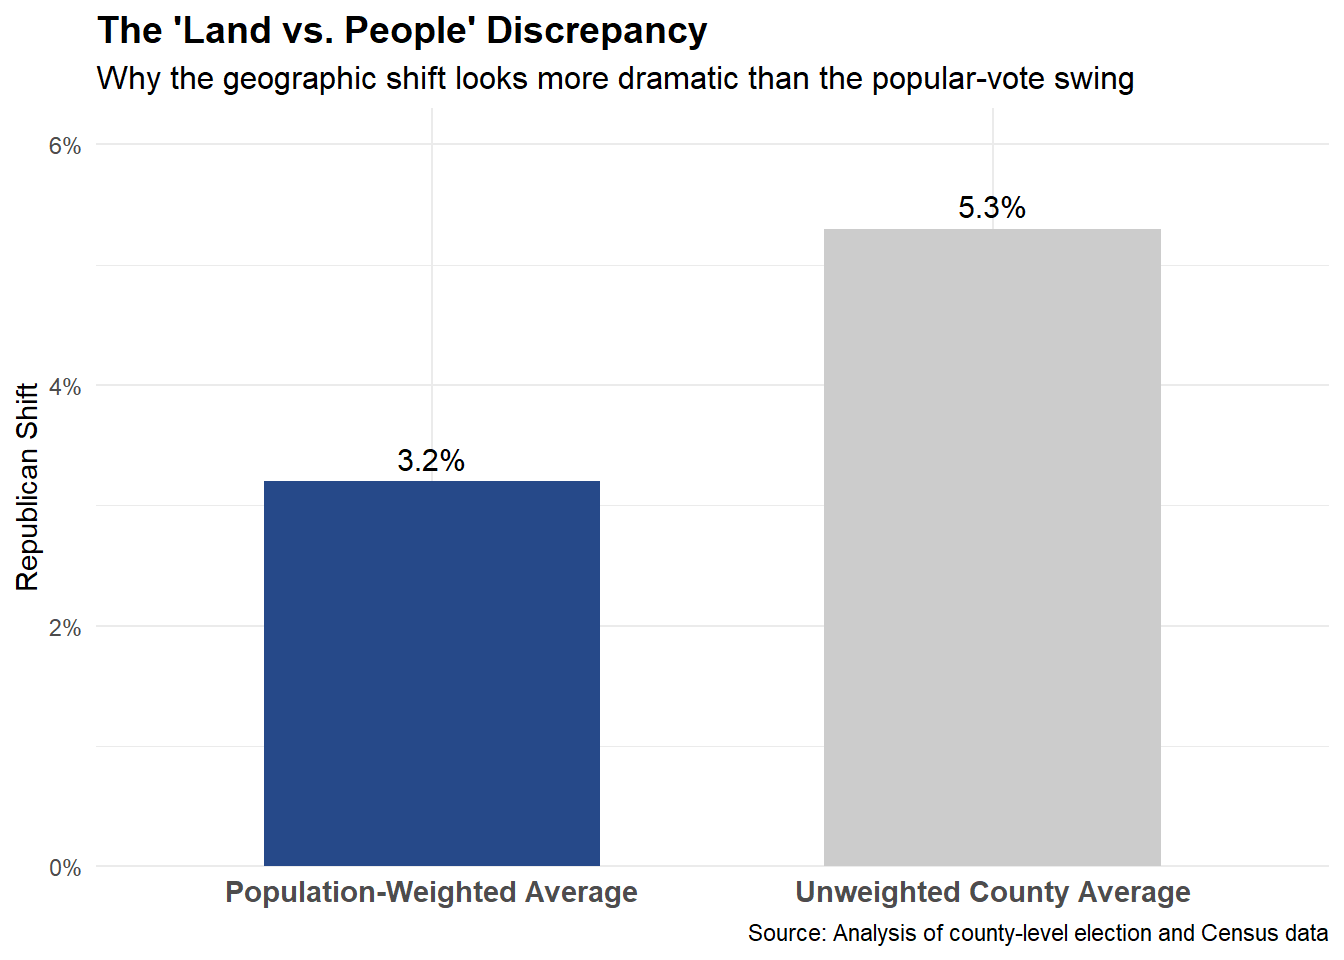 The 'Land vs. People' Discrepancy
Why the geographic shift looks more dramatic than the popular-vote swing
6%
5.3%
4%
3.2%
Republican Shift
2%
0%
Population-Weighted Average
Unweighted County Average
Source: Analysis of county-level election and Census data